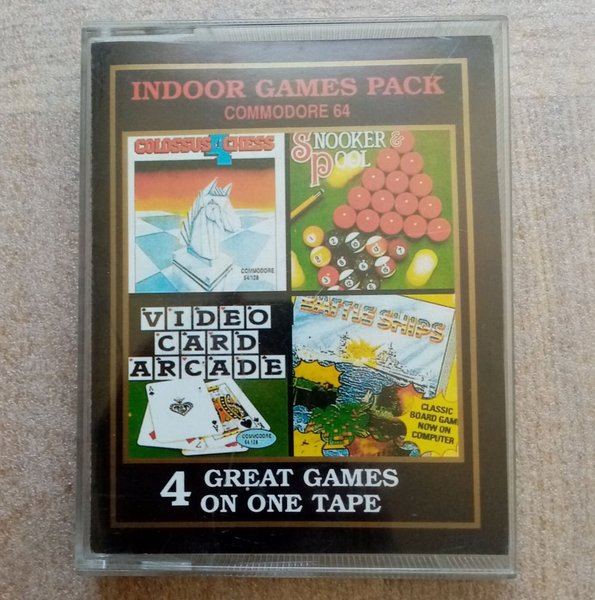 INDOOR GAMES PACK
COMMODORE 64
COLOSSUS 4 CHESS
COMMODORE
64/128
SNOOKER &
POOL
VIDEO
CARD
ARCADE
COMMODORE
64/128
BATTLE SHIPS
CLASSIC
BOARD GAME
NOW ON
COMPUTER
4 GREAT GAMES
ON ONE TAPE